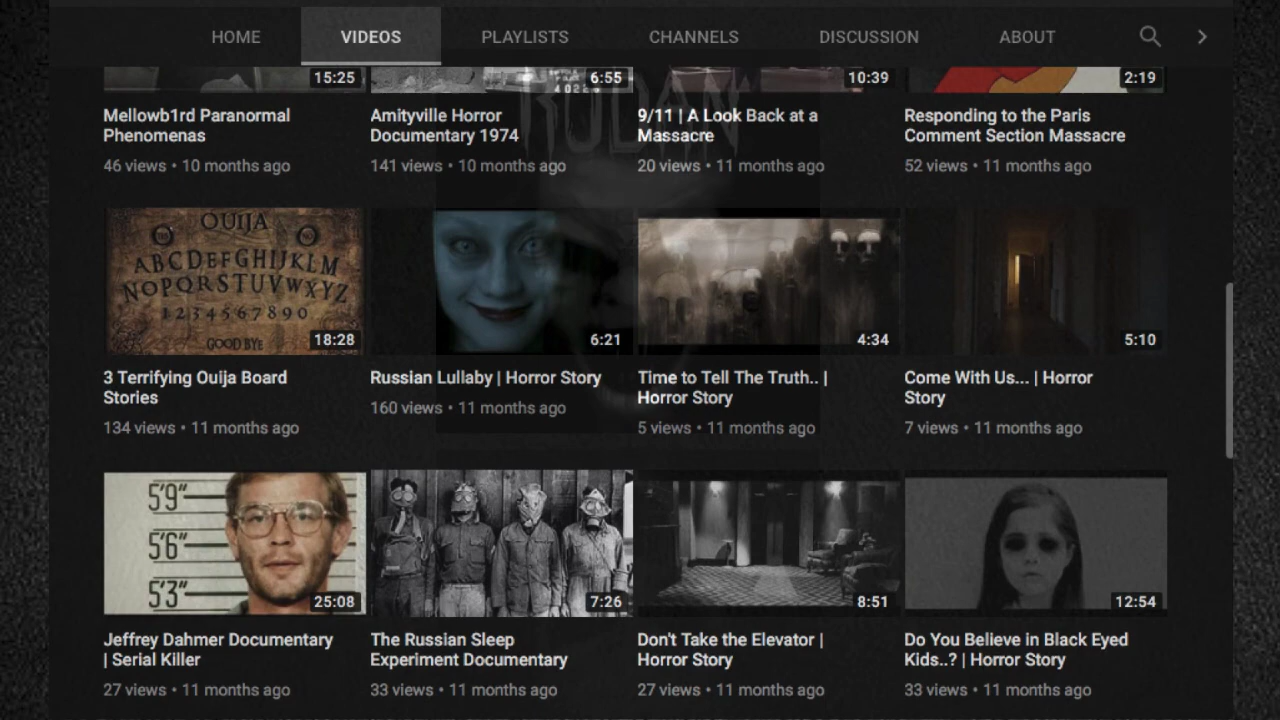 HOME VIDEOS PLAYLISTS CHANNELS DISCUSSION ABOUT
15:25 6:55 10:39 2:19
Mellowb1rd Paranormal
Phenomenas
46 views • 10 months ago
Amityville Horror
Documentary 1974
141 views • 10 months ago
9/11 | A Look Back at a
Massacre
20 views • 11 months ago
Responding to the Paris
Comment Section Massacre
52 views • 11 months ago
OUIJA
ABCDEFGHIJKLM
NOPQRSTUVWXYZ
1234567890
GOOD BYE
18:28
3 Terrifying Ouija Board
Stories
134 views • 11 months ago
6:21
Russian Lullaby | Horror Story
160 views • 11 months ago
4:34
Time to Tell The Truth.. |
Horror Story
5 views • 11 months ago
5:10
Come With Us... | Horror
Story
7 views • 11 months ago
5'9"
5'6"
5'3"
25:08
Jeffrey Dahmer Documentary
| Serial Killer
27 views • 11 months ago
7:26
The Russian Sleep
Experiment Documentary
33 views • 11 months ago
8:51
Don't Take the Elevator |
Horror Story
27 views • 11 months ago
12:54
Do You Believe in Black Eyed
Kids..? | Horror Story
33 views • 11 months ago